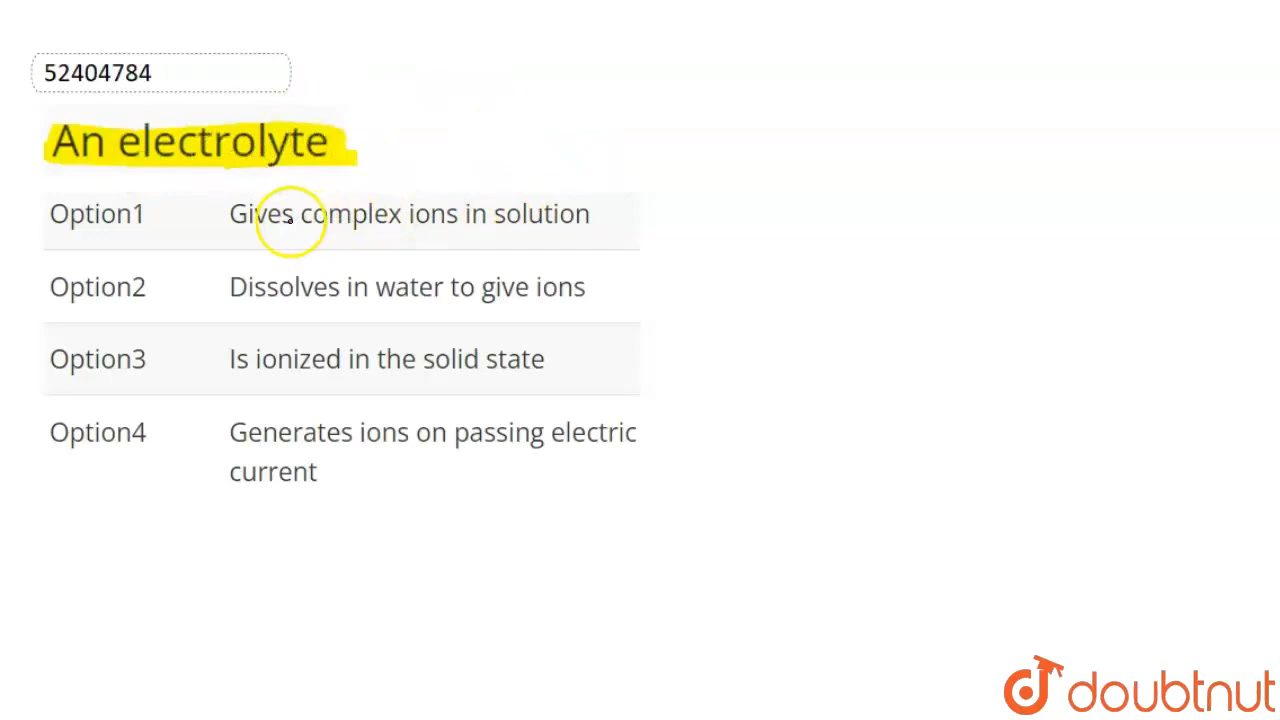 52404784
An electrolyte
Option1 Gives complex ions in solution
Option2 Dissolves in water to give ions
Option3 Is ionized in the solid state
Option4 Generates ions on passing electric
current
doubtnut